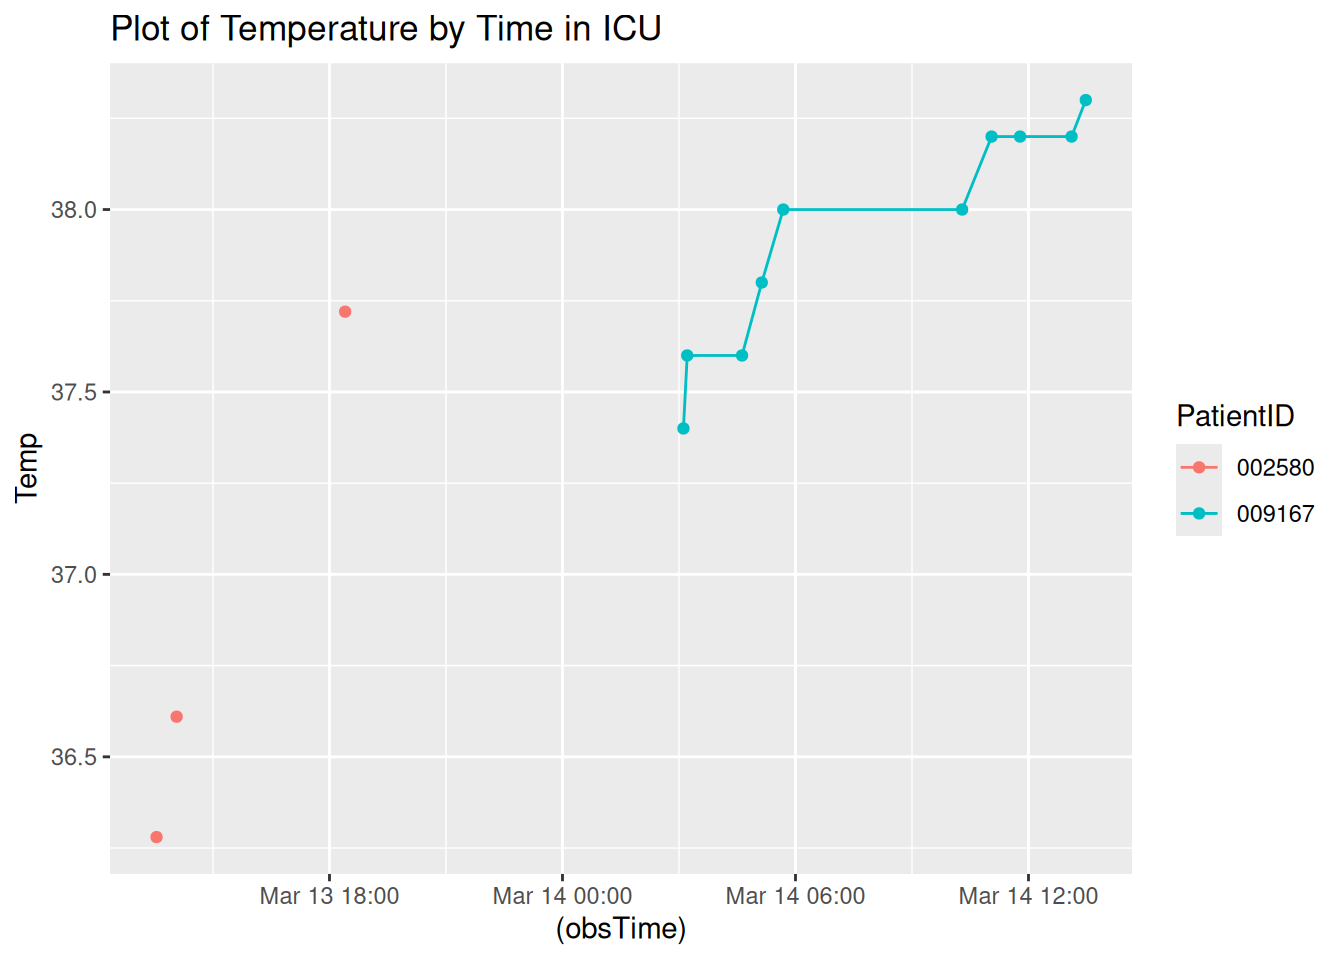 Plot of Temperature by Time in ICU
38.0
37.5
37.0
36.5
Temp
Mar 13 18:00
Mar 14 00:00
Mar 14 06:00
Mar 14 12:00
(obsTime)
PatientID
002580
009167